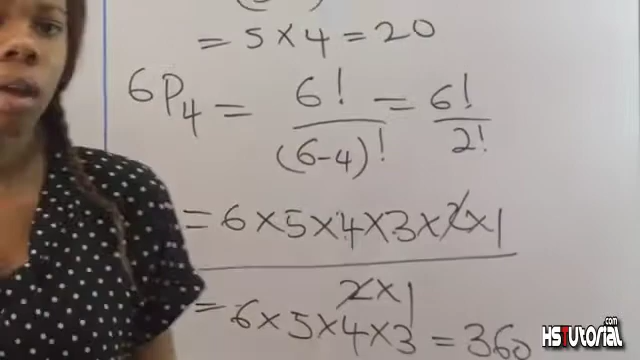 = 5 × 4 = 20
6P4 = 6! / (6-4)! = 6! / 2!
= 6 × 5 × 4 × 3 × 2 × 1
2 × 1
= 6 × 5 × 4 × 3 = 360
HSTutorial.com